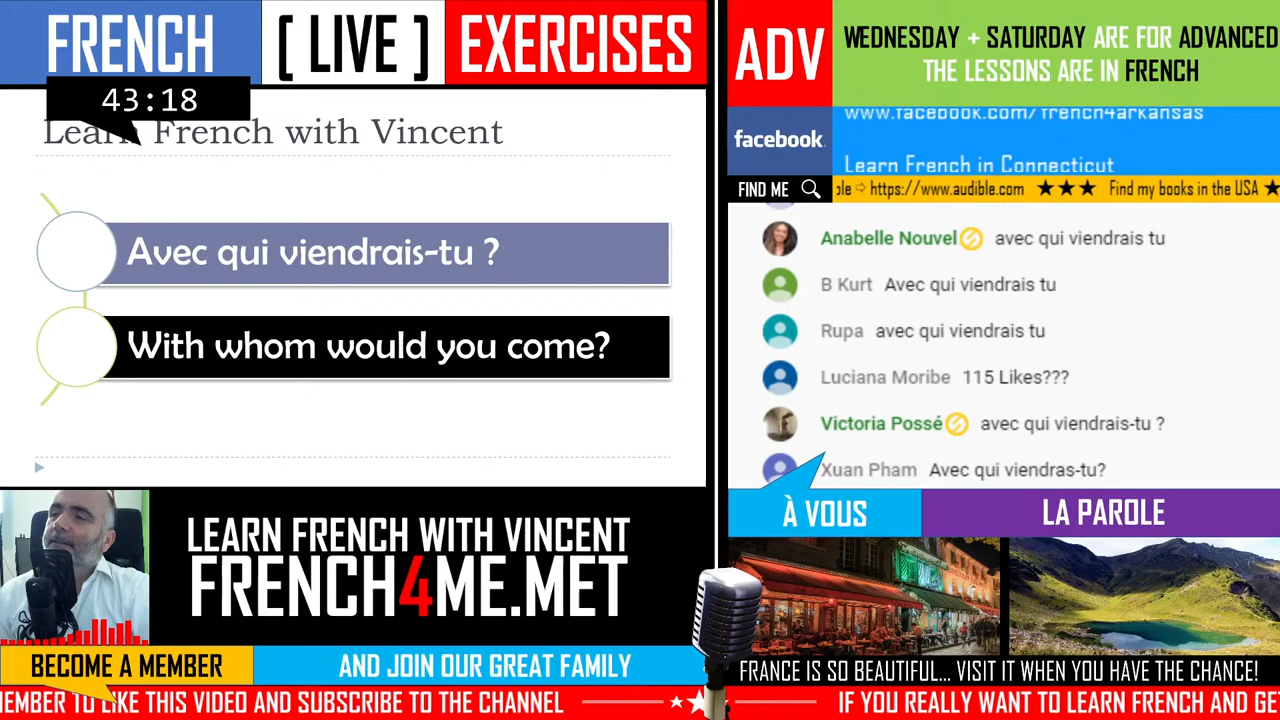 FRENCH
[ LIVE ]
EXERCISES
43:18
Learn French with Vincent
Avec qui viendrais-tu ?
With whom would you come?
LEARN FRENCH WITH VINCENT
FRENCH4ME.MET
BECOME A MEMBER
AND JOIN OUR GREAT FAMILY
EMBER TO LIKE THIS VIDEO AND SUBSCRIBE TO THE CHANNEL
ADV
WEDNESDAY + SATURDAY ARE FOR ADVANCED
THE LESSONS ARE IN FRENCH
facebook
www.facebook.com/french4arkansas
Learn French in Connecticut
FIND ME
ble ⇨ https://www.audible.com ★★★ Find my books in the USA ★
Anabelle Nouvel avec qui viendrais tu
B Kurt Avec qui viendrais tu
Rupa avec qui viendrais tu
Luciana Moribe 115 Likes???
Victoria Possé avec qui viendrais-tu ?
Xuan Pham Avec qui viendras-tu?
À VOUS
LA PAROLE
FRANCE IS SO BEAUTIFUL... VISIT IT WHEN YOU HAVE THE CHANCE!
IF YOU REALLY WANT TO LEARN FRENCH AND GE